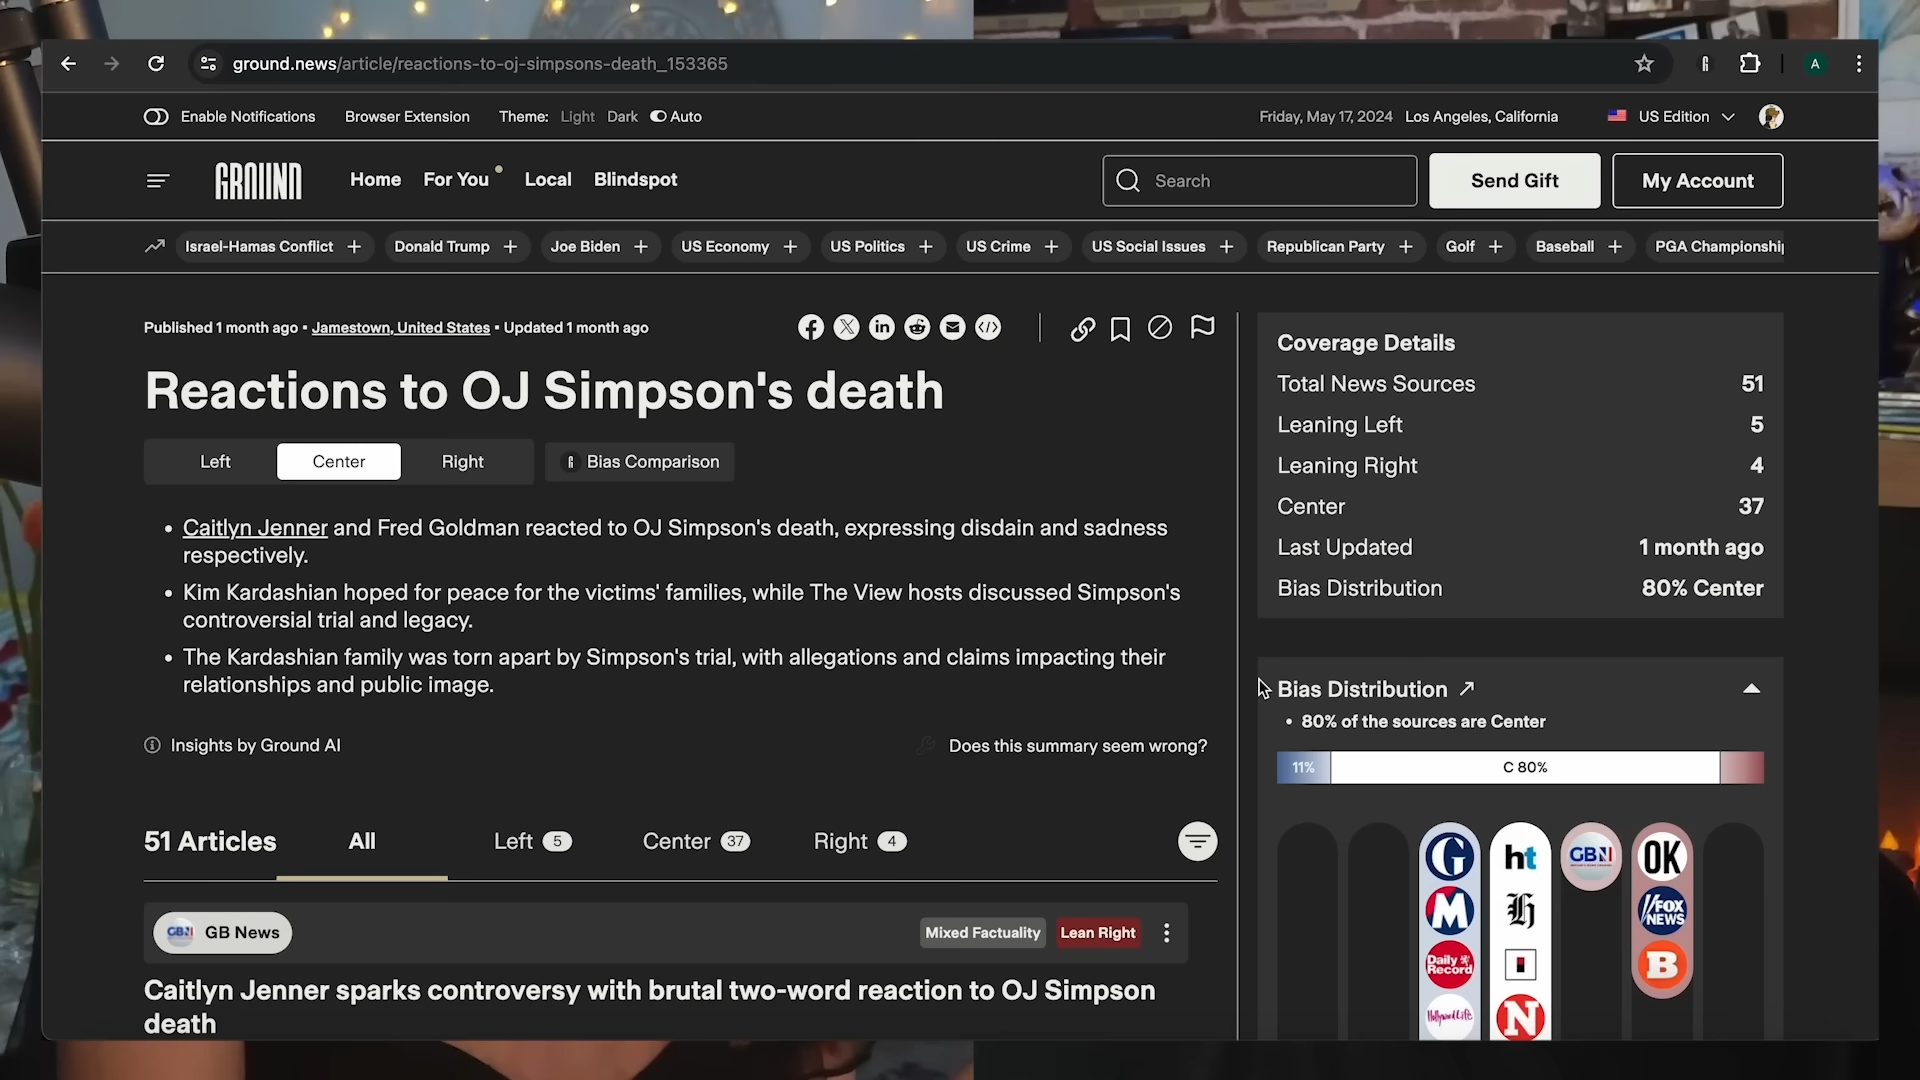 ground.news/article/reactions-to-oj-simpsons-death_153365
A
Enable Notifications Browser Extension Theme: Light Dark Auto
Friday, May 17, 2024 Los Angeles, California US Edition
GROUND
Home For You Local Blindspot
Search
Send Gift
My Account
Israel-Hamas Conflict + Donald Trump + Joe Biden + US Economy + US Politics + US Crime + US Social Issues + Republican Party + Golf + Baseball + PGA Championship
Published 1 month ago • Jamestown, United States • Updated 1 month ago
Reactions to OJ Simpson's death
Left Center Right Bias Comparison
• Caitlyn Jenner and Fred Goldman reacted to OJ Simpson's death, expressing disdain and sadness
respectively.
• Kim Kardashian hoped for peace for the victims' families, while The View hosts discussed Simpson's
controversial trial and legacy.
• The Kardashian family was torn apart by Simpson's trial, with allegations and claims impacting their
relationships and public image.
Insights by Ground AI
Does this summary seem wrong?
51 Articles All Left 5 Center 37 Right 4
GBN GB News
Mixed Factuality Lean Right
Caitlyn Jenner sparks controversy with brutal two-word reaction to OJ Simpson
death
Coverage Details
Total News Sources 51
Leaning Left 5
Leaning Right 4
Center 37
Last Updated 1 month ago
Bias Distribution 80% Center
Bias Distribution
• 80% of the sources are Center
11% C 80%
G ht GBN OK
M FOX NEWS
Daily Record B
HollywoodLife N